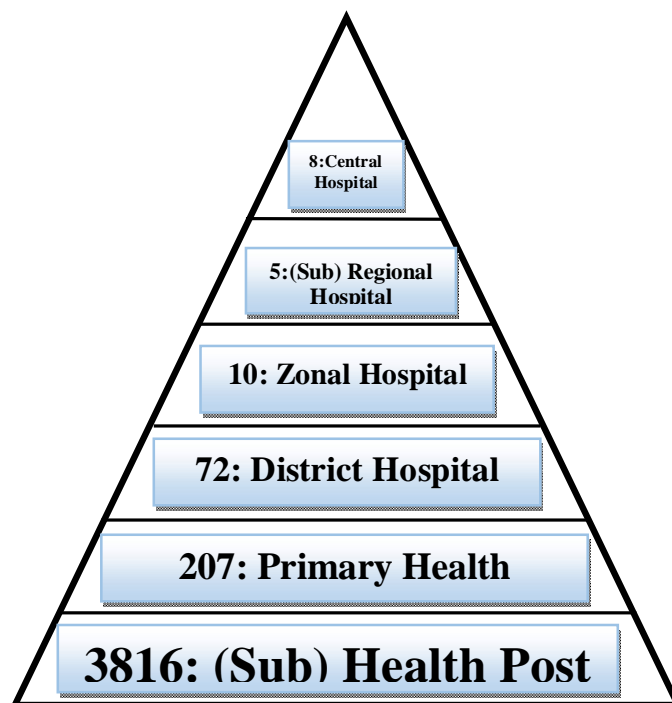 8:Central
Hospital
5:(Sub) Regional
Hospital
10: Zonal Hospital
72: District Hospital
207: Primary Health
3816: (Sub) Health Post